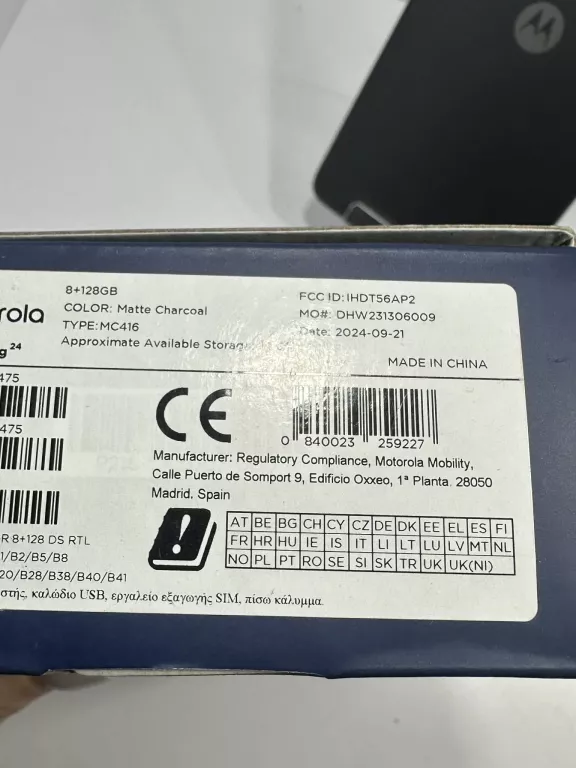 8+128GB
COLOR: Matte Charcoal
TYPE: MC416
Approximate Available Storag
FCC ID: IHDT56AP2
MO#: DHW231306009
Date: 2024-09-21
MADE IN CHINA
rola
g 24
475
475
CE
0 840023 259227
Manufacturer: Regulatory Compliance, Motorola Mobility,
Calle Puerto de Somport 9, Edificio Oxxeo, 1ª Planta. 28050
Madrid. Spain
AT BE BG CH CY CZ DE DK EE EL ES FI
FR HR HU IE IS IT LI LT LU LV MT NL
NO PL PT RO SE SI SK TR UK UK(NI)
R 8+128 DS RTL
1/B2/B5/B8
20/B28/B38/B40/B41
στής, καλώδιο USB, εργαλείο εξαγωγής SIM, πίσω κάλυμμα.